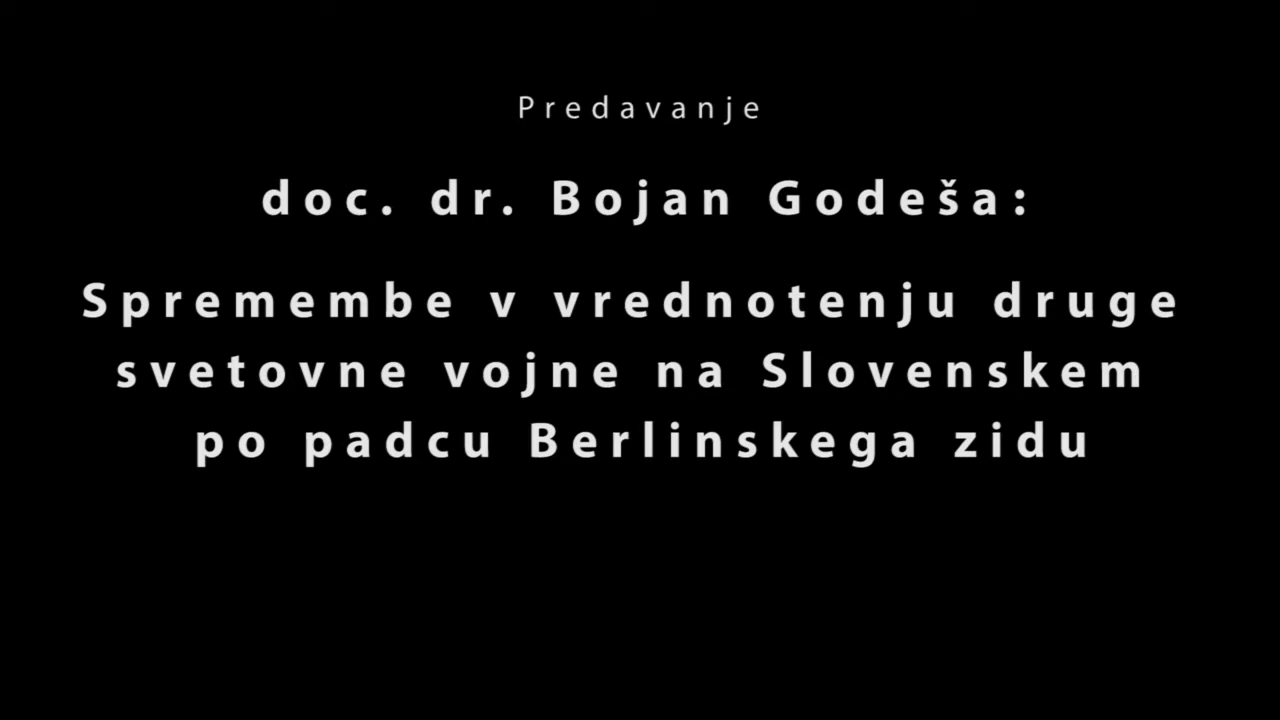 Predavanje
doc. dr. Bojan Godeša:
Spremembe v vrednotenju druge
svetovne vojne na Slovenskem
po padcu Berlinskega zidu